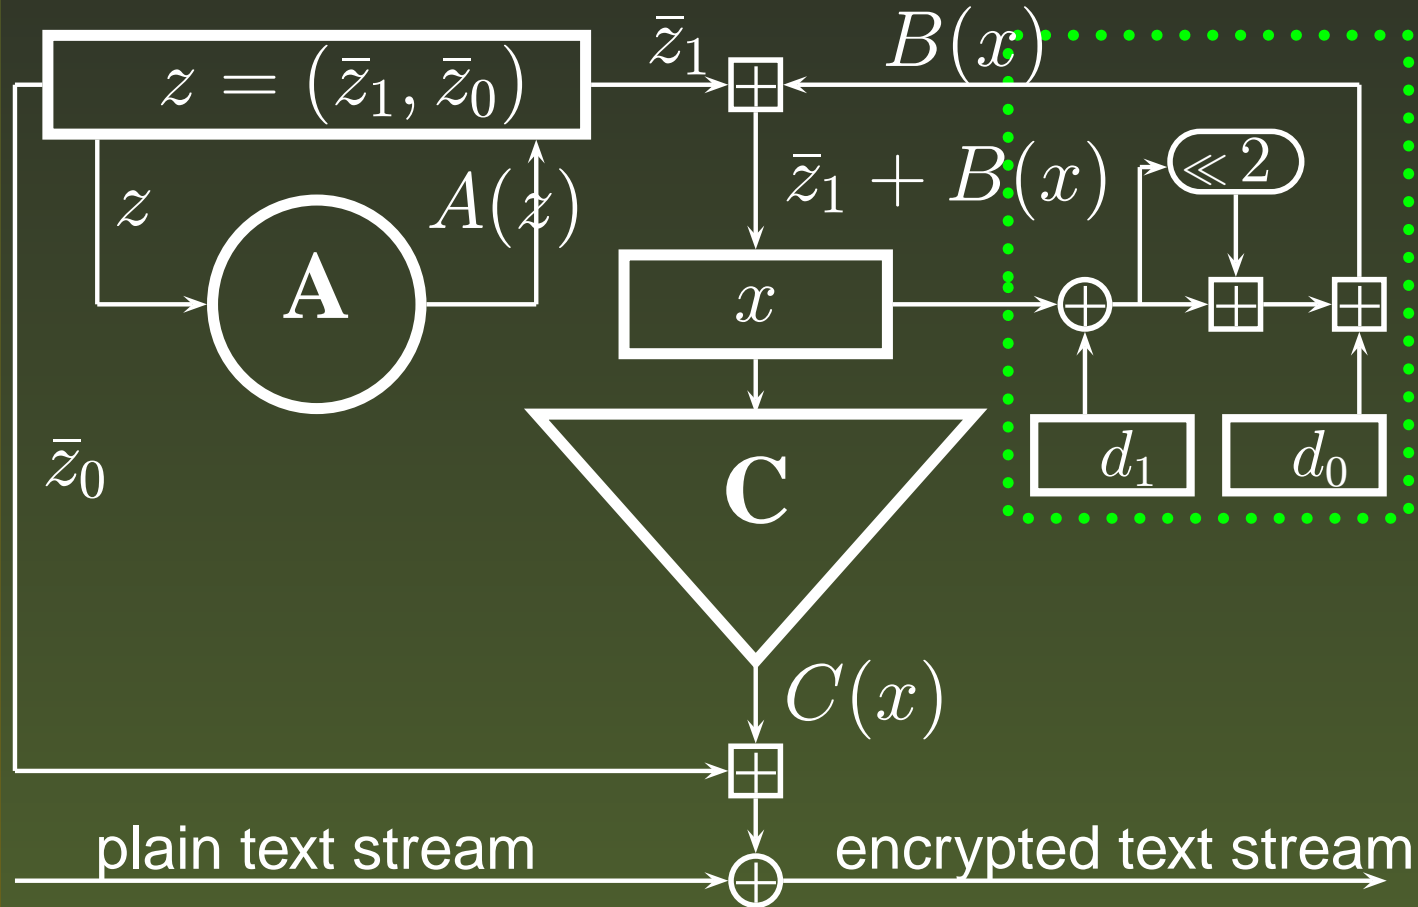 z = (z̄₁, z̄₀)
z̄₁
B(x)
z
A(z)
z̄₁ + B(x)
≪ 2
A
x
z̄₀
C
d₁
d₀
C(x)
plain text stream
encrypted text stream